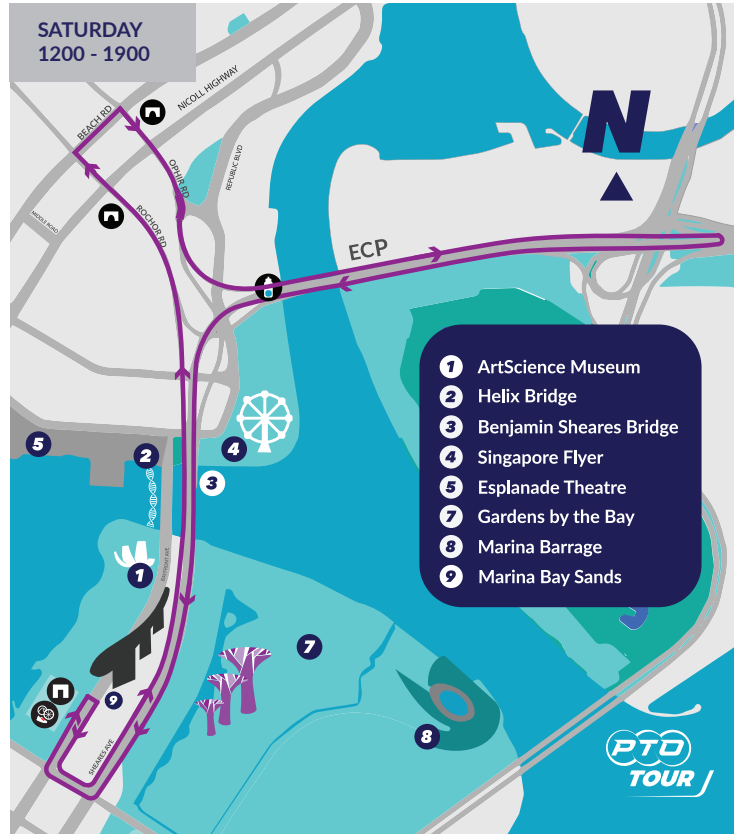 SATURDAY
1200 - 1900
NICOLL HIGHWAY
BEACH RD
N
OPHIR RD
REPUBLIC BLVD
MIDDLE ROAD
ROCHOR RD
ECP
1 ArtScience Museum
2 Helix Bridge
3 Benjamin Sheares Bridge
4 Singapore Flyer
5 Esplanade Theatre
7 Gardens by the Bay
8 Marina Barrage
9 Marina Bay Sands
5
2
4
3
BAYFRONT AVE
1
7
9
8
SHEARES AVE
PTO
TOUR